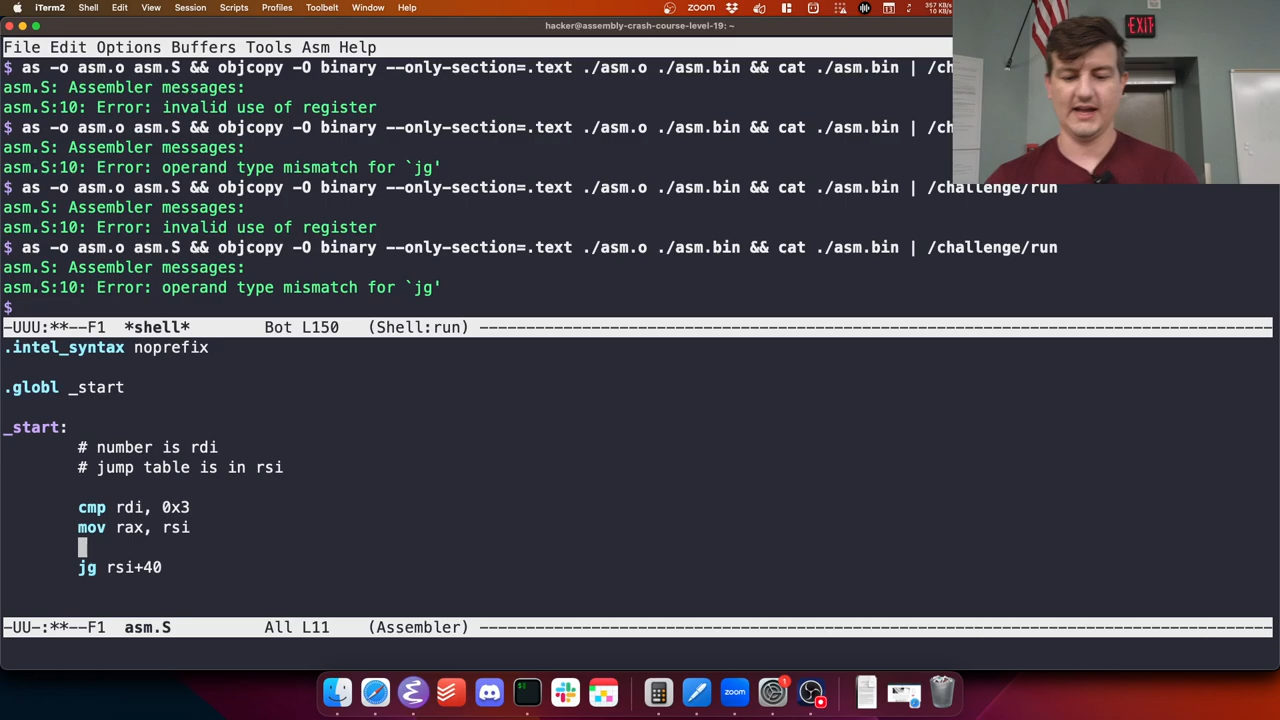 iTerm2 Shell Edit View Session Scripts Profiles Toolbelt Window Help zoom 13 357 KB/s
10 KB/s
hacker@assembly-crash-course-level-19: ~
EXIT
File Edit Options Buffers Tools Asm Help
$ as -o asm.o asm.S && objcopy -O binary --only-section=.text ./asm.o ./asm.bin && cat ./asm.bin | /ch
asm.S: Assembler messages:
asm.S:10: Error: invalid use of register
$ as -o asm.o asm.S && objcopy -O binary --only-section=.text ./asm.o ./asm.bin && cat ./asm.bin | /ch
asm.S: Assembler messages:
asm.S:10: Error: operand type mismatch for `jg'
$ as -o asm.o asm.S && objcopy -O binary --only-section=.text ./asm.o ./asm.bin && cat ./asm.bin | /challenge/run
asm.S: Assembler messages:
asm.S:10: Error: invalid use of register
$ as -o asm.o asm.S && objcopy -O binary --only-section=.text ./asm.o ./asm.bin && cat ./asm.bin | /challenge/run
asm.S: Assembler messages:
asm.S:10: Error: operand type mismatch for `jg'
$
-UUU:**--F1 *shell* Bot L150 (Shell:run) ----------------------------------------
.intel_syntax noprefix
.globl _start
_start:
# number is rdi
# jump table is in rsi
cmp rdi, 0x3
mov rax, rsi
jg rsi+40
-UU-:**--F1 asm.S All L11 (Assembler) ----------------------------------------
zoom 1